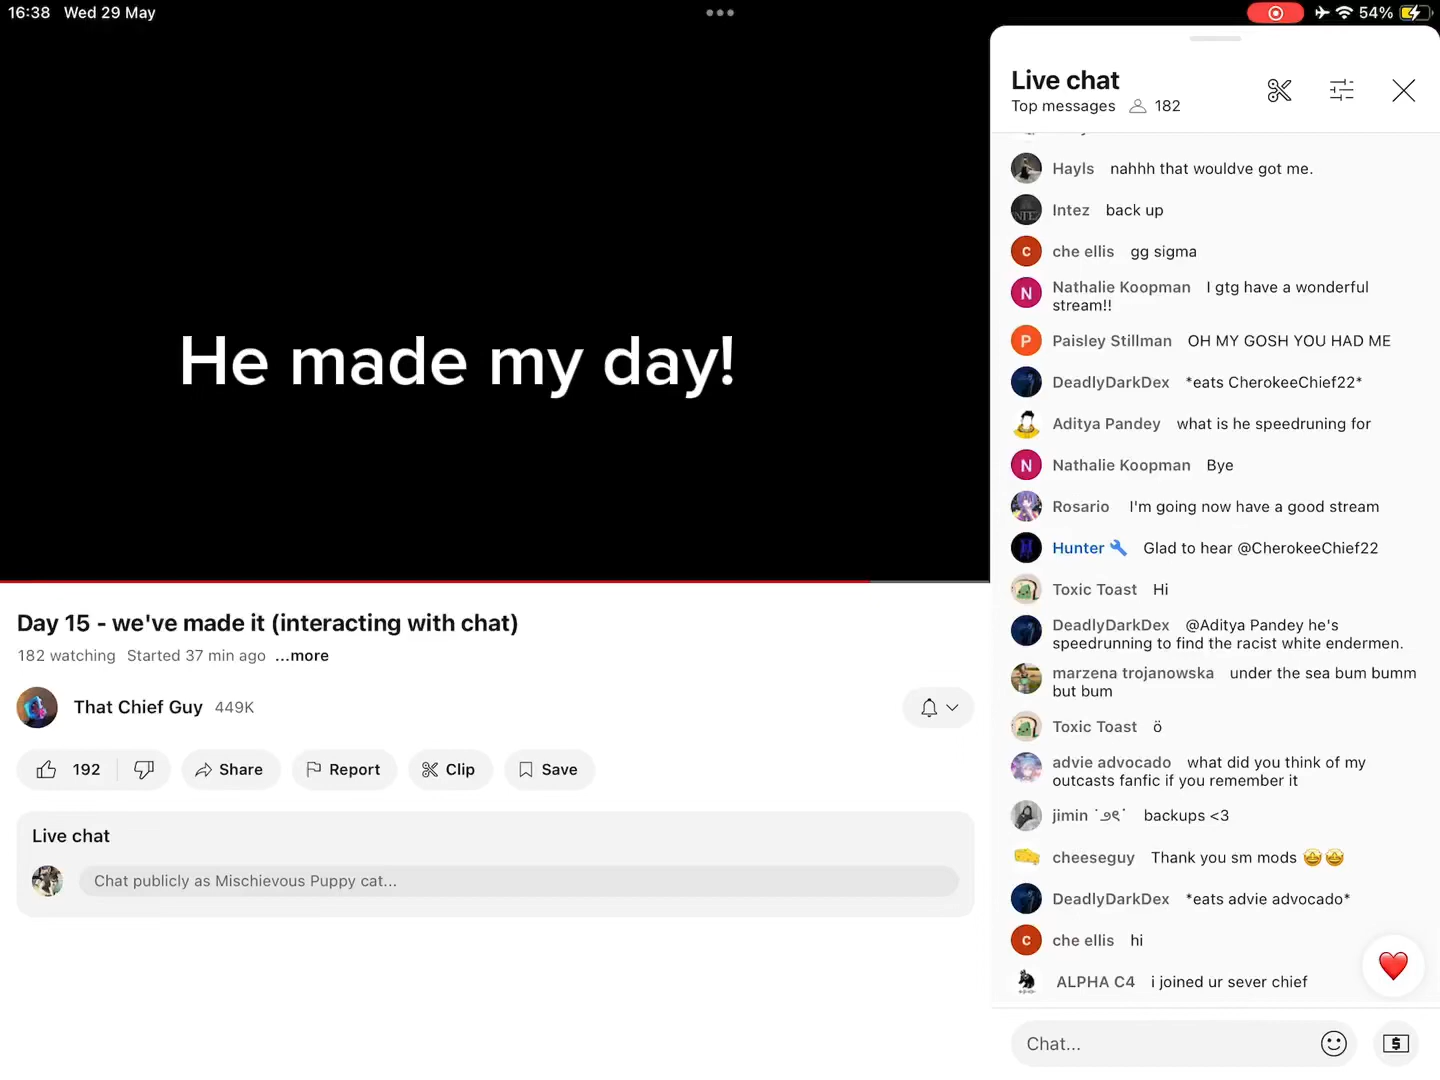 16:38 Wed 29 May
54%
He made my day!
Day 15 - we've made it (interacting with chat)
182 watching Started 37 min ago ...more
That Chief Guy 449K
192 Share Report Clip Save
Live chat
Chat publicly as Mischievous Puppy cat...
Live chat
Top messages 182
Hayls nahhh that wouldve got me.
Intez back up
che ellis gg sigma
Nathalie Koopman I gtg have a wonderful
stream!!
Paisley Stillman OH MY GOSH YOU HAD ME
DeadlyDarkDex *eats CherokeeChief22*
Aditya Pandey what is he speedruning for
Nathalie Koopman Bye
Rosario I'm going now have a good stream
Hunter Glad to hear @CherokeeChief22
Toxic Toast Hi
DeadlyDarkDex @Aditya Pandey he's
speedrunning to find the racist white endermen.
marzena trojanowska under the sea bum bumm
but bum
Toxic Toast ö
advie advocado what did you think of my
outcasts fanfic if you remember it
jimin backups <3
cheeseguy Thank you sm mods 🤩🤩
DeadlyDarkDex *eats advie advocado*
che ellis hi
ALPHA C4 i joined ur sever chief
Chat...